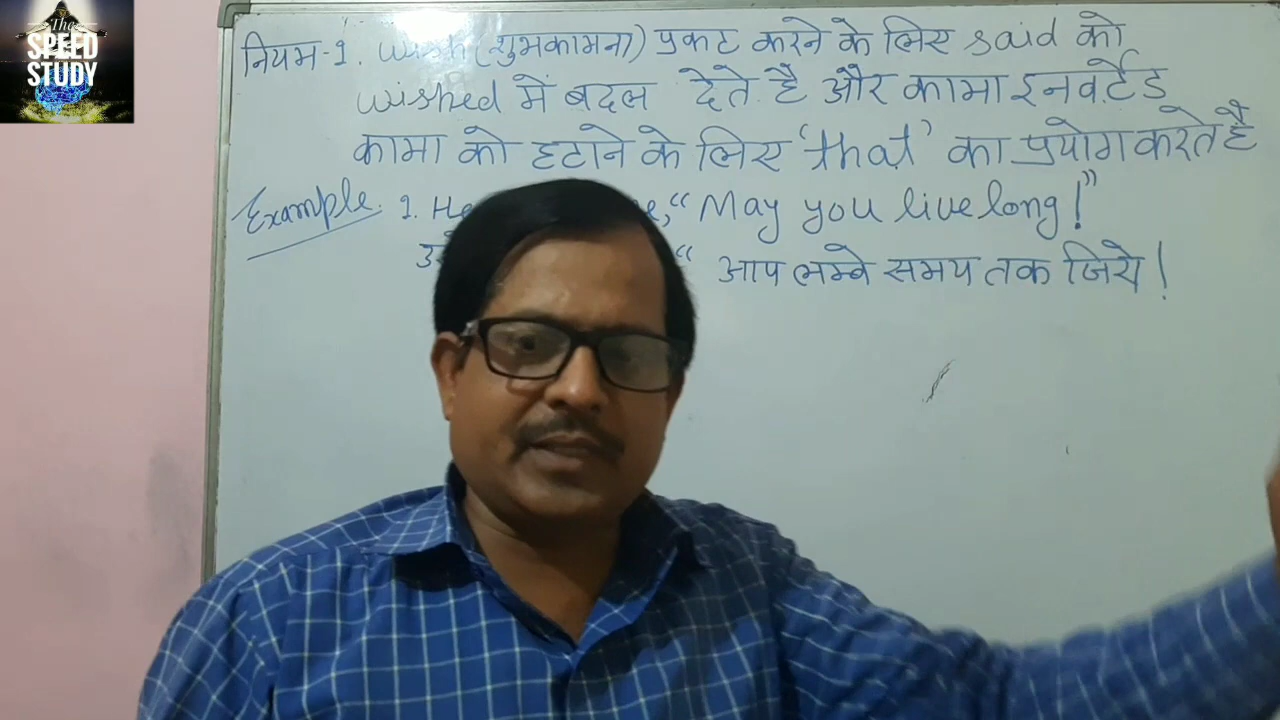 The
SPEED
STUDY
नियम-1. wish (शुभकामना) प्रकट करने के लिए said को
wished में बदल देते है और कामा इनवर्टेड
कामा को हटाने के लिए 'that' का प्रयोग करते है
Example. 1. He “May you live long!”
“ आप लम्बे समय तक जिये!